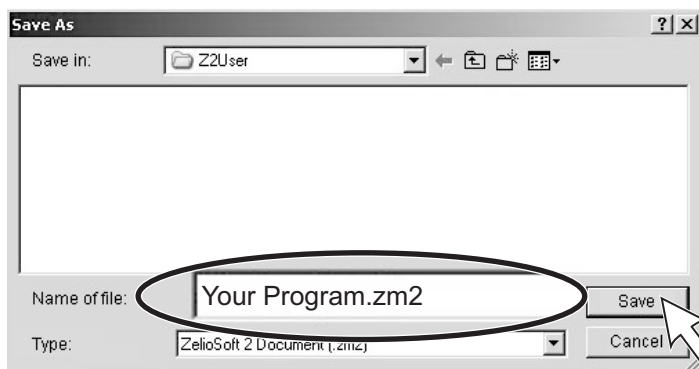 Save As
Save in: Z2User
Name of file: Your Program.zm2 Save
Type: ZelioSoft 2 Document (.zm2) Cancel